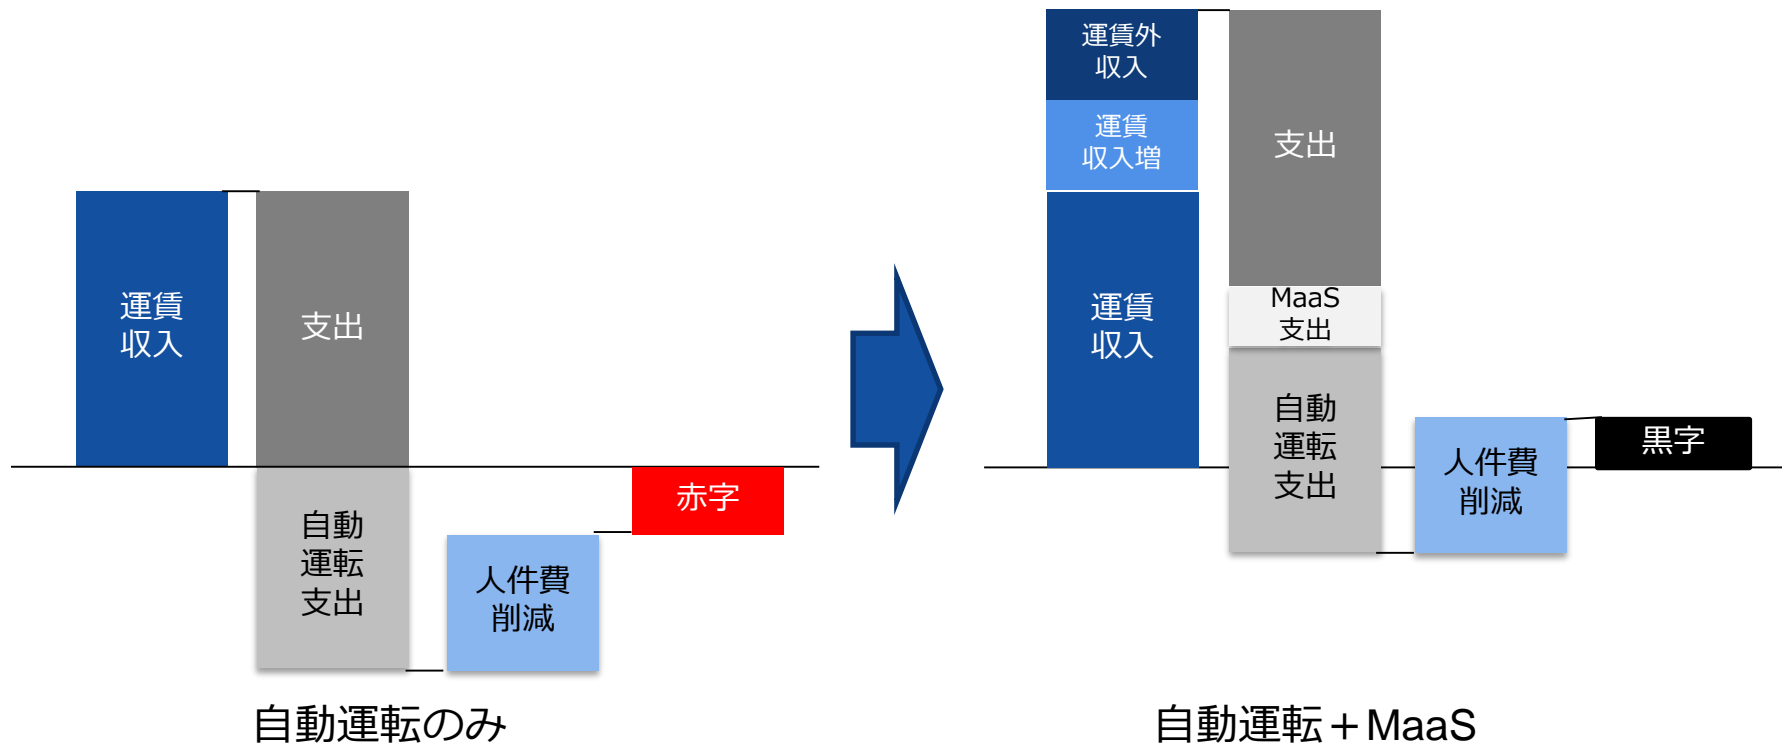 運賃
収入
支出
自動
運転
支出
人件費
削減
赤字
自動運転のみ
運賃外
収入
運賃
収入増
運賃
収入
支出
MaaS
支出
自動
運転
支出
人件費
削減
黒字
自動運転＋MaaS